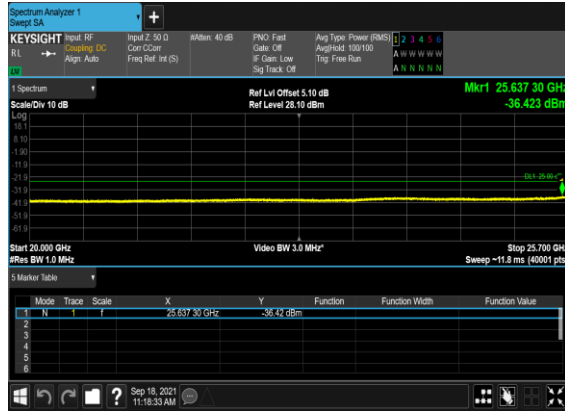 Spectrum Analyzer 1
Swept SA
+
KEYSIGHT Input: RF Input Z: 50 Ω #Atten: 40 dB PNO: Fast Avg Type: Power (RMS) 1 2 3 4 5 6
RL Coupling: DC Corr CCorr Gate: Off Avg|Hold: 100/100 A W W W W W
Align: Auto Freq Ref: Int (S) IF Gain: Low Trig: Free Run
LXI Sig Track: Off A N N N N N
1 Spectrum Ref Lvl Offset 5.10 dB Mkr1 25.637 30 GHz
Scale/Div 10 dB Ref Level 28.10 dBm -36.423 dBm
Log
18.1
8.10
-1.90
-11.9
-21.9 DL1 -25.00 d
-31.9
-41.9
-51.9
-61.9
Start 20.000 GHz Video BW 3.0 MHz* Stop 25.700 GH
#Res BW 1.0 MHz Sweep ~11.8 ms (40001 pts
5 Marker Table
Mode Trace Scale X Y Function Function Width Function Value
1 N 1 f 25.637 30 GHz -36.42 dBm
2
3
4
5
6
? Sep 18, 2021
11:18:33 AM